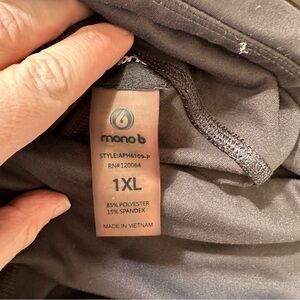 mono b
STYLE:APH6109-P
RN#120064
1XL
85% POLYESTER
15% SPANDEX
MADE IN VIETNAM